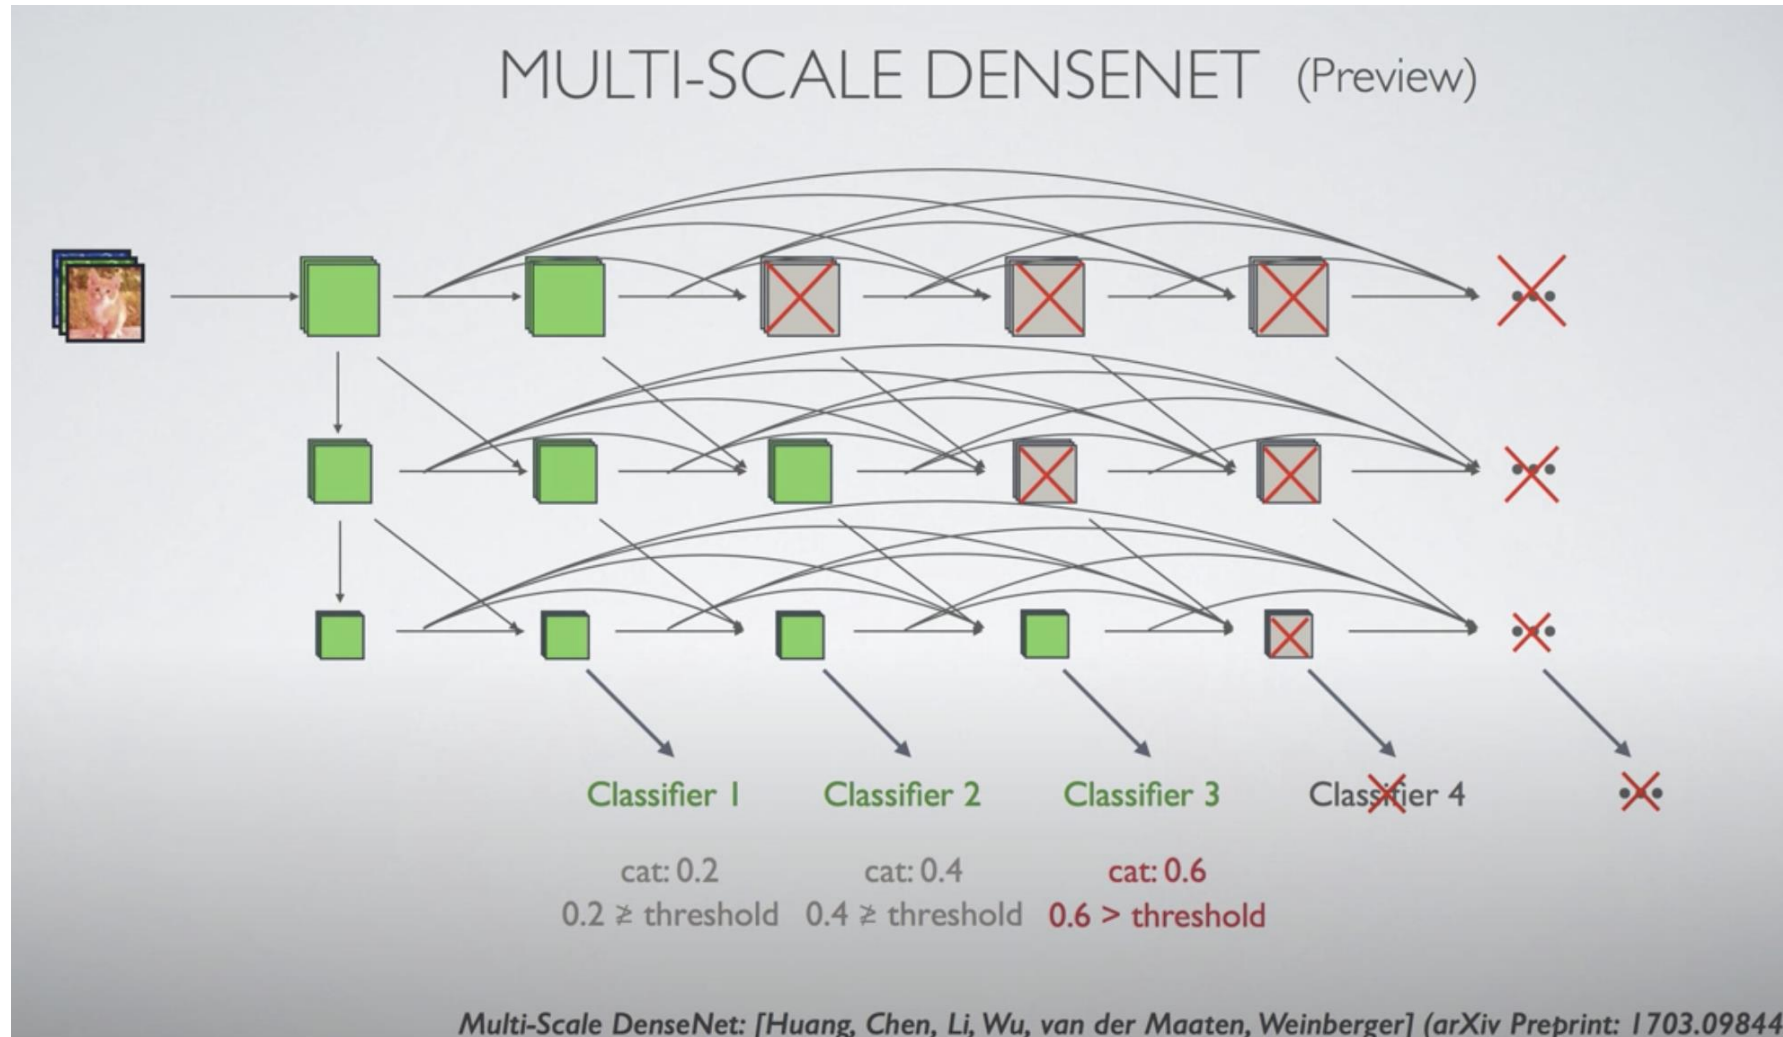 MULTI-SCALE DENSENET (Preview)
Classifier 1 Classifier 2 Classifier 3 Classifier 4
cat: 0.2 cat: 0.4 cat: 0.6
0.2 ≱ threshold 0.4 ≱ threshold 0.6 > threshold
Multi-Scale DenseNet: [Huang, Chen, Li, Wu, van der Maaten, Weinberger] (arXiv Preprint: 1703.09844